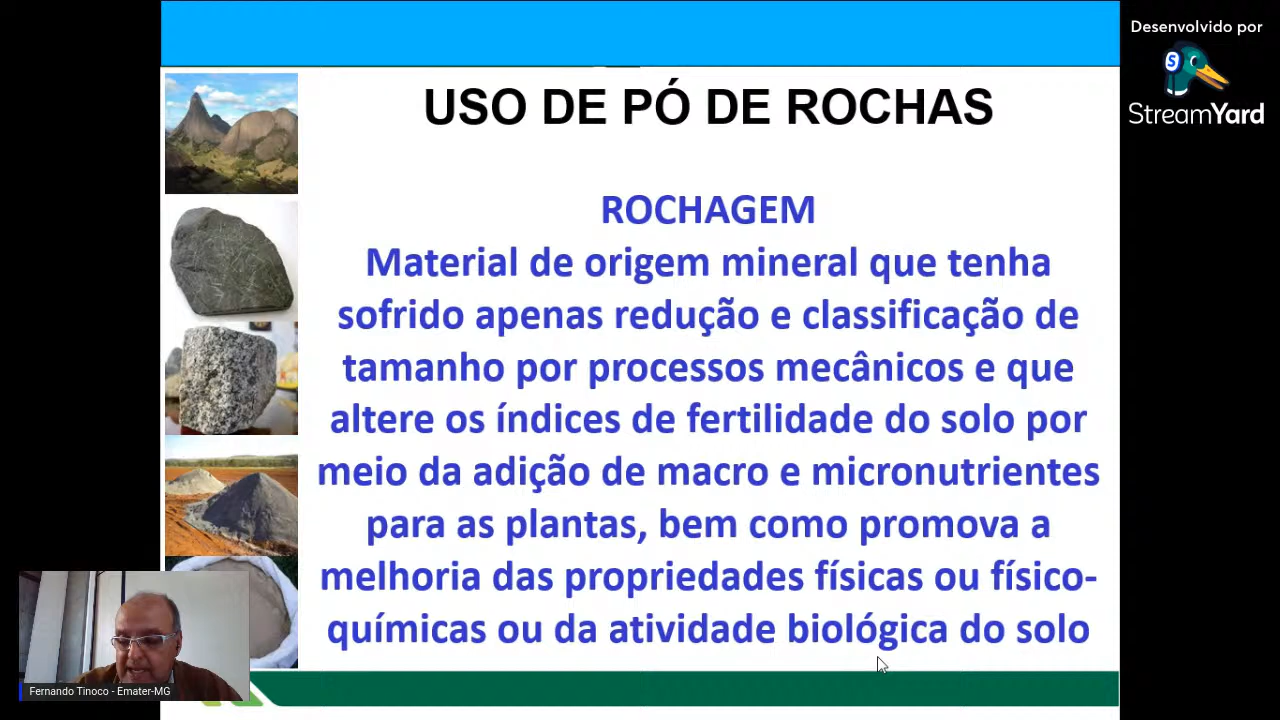 Desenvolvido por
StreamYard
USO DE PÓ DE ROCHAS
ROCHAGEM
Material de origem mineral que tenha
sofrido apenas redução e classificação de
tamanho por processos mecânicos e que
altere os índices de fertilidade do solo por
meio da adição de macro e micronutrientes
para as plantas, bem como promova a
melhoria das propriedades físicas ou físico-
químicas ou da atividade biológica do solo
Fernando Tinoco - Emater-MG